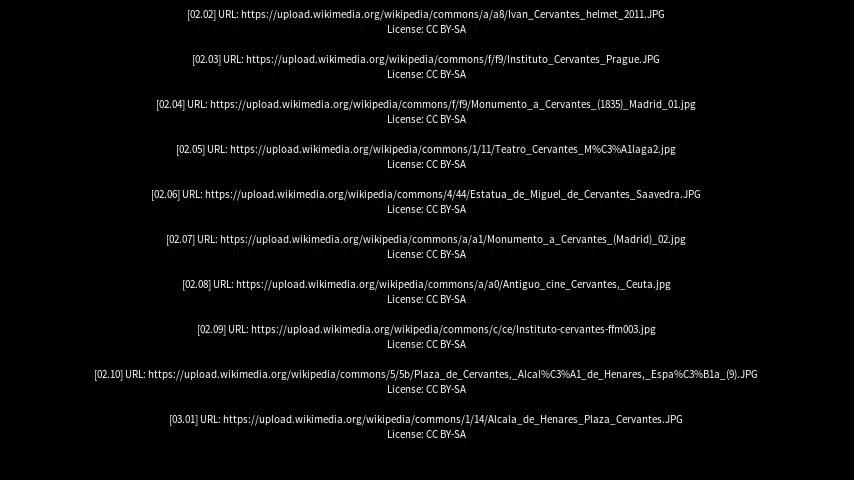 [02.02] URL: https://upload.wikimedia.org/wikipedia/commons/a/a8/Ivan_Cervantes_helmet_2011.JPG
License: CC BY-SA
[02.03] URL: https://upload.wikimedia.org/wikipedia/commons/f/f9/Instituto_Cervantes_Prague.JPG
License: CC BY-SA
[02.04] URL: https://upload.wikimedia.org/wikipedia/commons/f/f9/Monumento_a_Cervantes_(1835)_Madrid_01.jpg
License: CC BY-SA
[02.05] URL: https://upload.wikimedia.org/wikipedia/commons/1/11/Teatro_Cervantes_M%C3%A1laga2.jpg
License: CC BY-SA
[02.06] URL: https://upload.wikimedia.org/wikipedia/commons/4/44/Estatua_de_Miguel_de_Cervantes_Saavedra.JPG
License: CC BY-SA
[02.07] URL: https://upload.wikimedia.org/wikipedia/commons/a/a1/Monumento_a_Cervantes_(Madrid)_02.jpg
License: CC BY-SA
[02.08] URL: https://upload.wikimedia.org/wikipedia/commons/a/a0/Antiguo_cine_Cervantes,_Ceuta.jpg
License: CC BY-SA
[02.09] URL: https://upload.wikimedia.org/wikipedia/commons/c/ce/Instituto-cervantes-ffm003.jpg
License: CC BY-SA
[02.10] URL: https://upload.wikimedia.org/wikipedia/commons/5/5b/Plaza_de_Cervantes,_Alcal%C3%A1_de_Henares,_Espa%C3%B1a_(9).JPG
License: CC BY-SA
[03.01] URL: https://upload.wikimedia.org/wikipedia/commons/1/14/Alcala_de_Henares_Plaza_Cervantes.JPG
License: CC BY-SA